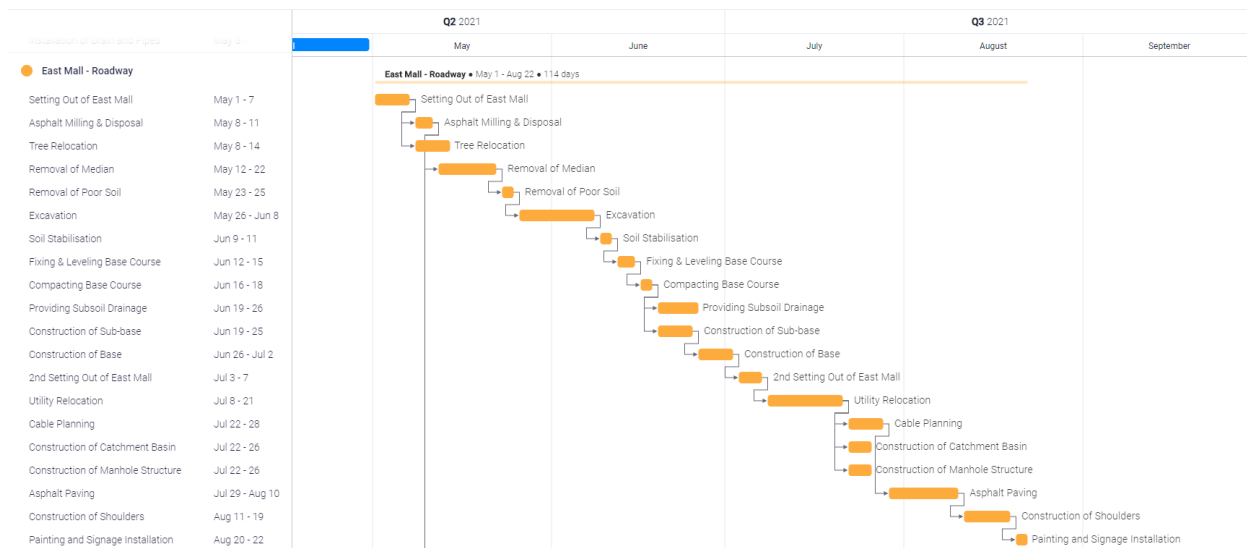 Q2 2021
Q3 2021
May
June
July
August
September
Installation of Drain and Pipes May 8 -
East Mall - Roadway
East Mall - Roadway • May 1 - Aug 22 • 114 days
Setting Out of East Mall May 1 - 7 Setting Out of East Mall
Asphalt Milling & Disposal May 8 - 11 Asphalt Milling & Disposal
Tree Relocation May 8 - 14 Tree Relocation
Removal of Median May 12 - 22 Removal of Median
Removal of Poor Soil May 23 - 25 Removal of Poor Soil
Excavation May 26 - Jun 8 Excavation
Soil Stabilisation Jun 9 - 11 Soil Stabilisation
Fixing & Leveling Base Course Jun 12 - 15 Fixing & Leveling Base Course
Compacting Base Course Jun 16 - 18 Compacting Base Course
Providing Subsoil Drainage Jun 19 - 26 Providing Subsoil Drainage
Construction of Sub-base Jun 19 - 25 Construction of Sub-base
Construction of Base Jun 26 - Jul 2 Construction of Base
2nd Setting Out of East Mall Jul 3 - 7 2nd Setting Out of East Mall
Utility Relocation Jul 8 - 21 Utility Relocation
Cable Planning Jul 22 - 28 Cable Planning
Construction of Catchment Basin Jul 22 - 26 Construction of Catchment Basin
Construction of Manhole Structure Jul 22 - 26 Construction of Manhole Structure
Asphalt Paving Jul 29 - Aug 10 Asphalt Paving
Construction of Shoulders Aug 11 - 19 Construction of Shoulders
Painting and Signage Installation Aug 20 - 22 Painting and Signage Installation